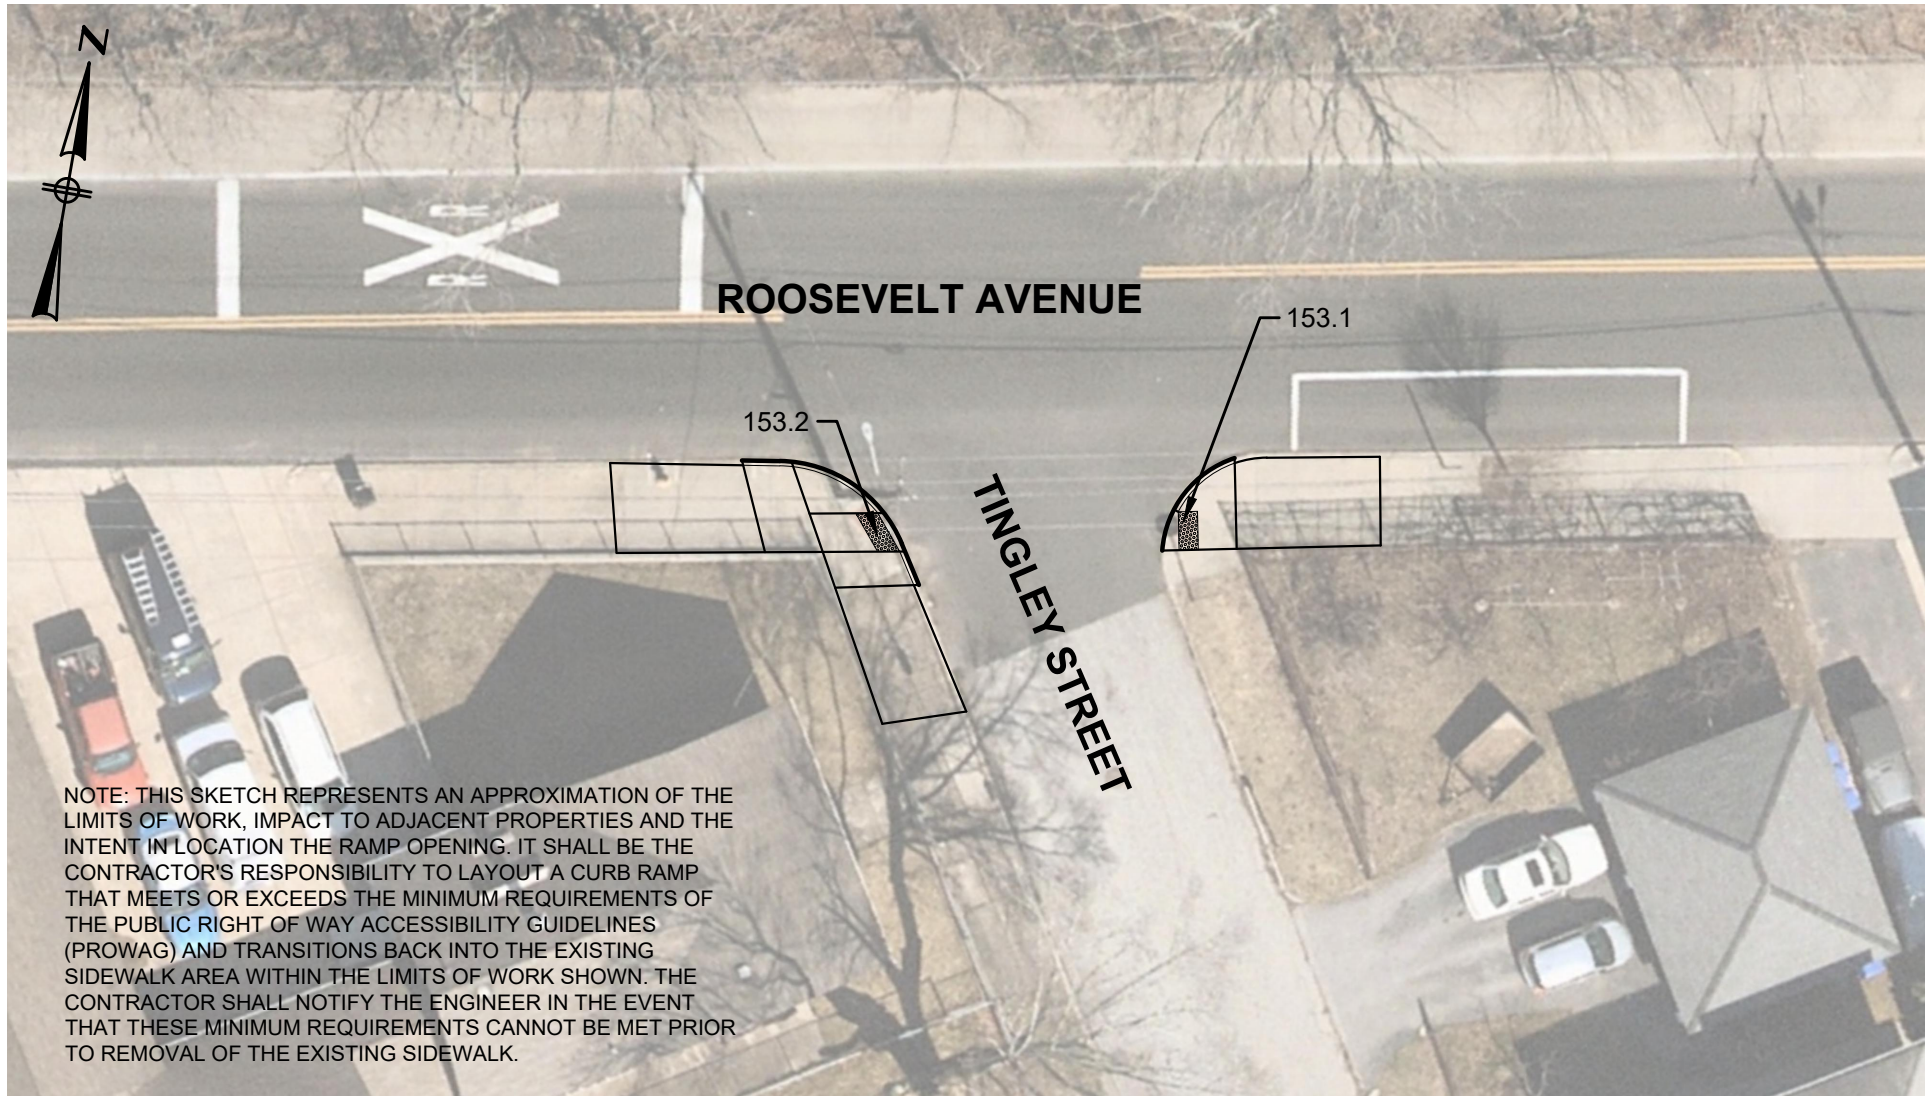 N
R R
ROOSEVELT AVENUE
153.1
153.2
TINGLEY STREET
NOTE: THIS SKETCH REPRESENTS AN APPROXIMATION OF THE
LIMITS OF WORK, IMPACT TO ADJACENT PROPERTIES AND THE
INTENT IN LOCATION THE RAMP OPENING. IT SHALL BE THE
CONTRACTOR'S RESPONSIBILITY TO LAYOUT A CURB RAMP
THAT MEETS OR EXCEEDS THE MINIMUM REQUIREMENTS OF
THE PUBLIC RIGHT OF WAY ACCESSIBILITY GUIDELINES
(PROWAG) AND TRANSITIONS BACK INTO THE EXISTING
SIDEWALK AREA WITHIN THE LIMITS OF WORK SHOWN. THE
CONTRACTOR SHALL NOTIFY THE ENGINEER IN THE EVENT
THAT THESE MINIMUM REQUIREMENTS CANNOT BE MET PRIOR
TO REMOVAL OF THE EXISTING SIDEWALK.